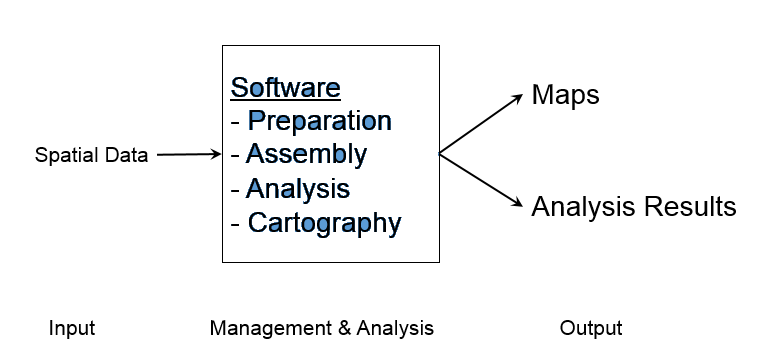 Software
- Preparation
- Assembly
- Analysis
- Cartography
Spatial Data
Maps
Analysis Results
Input
Management & Analysis
Output